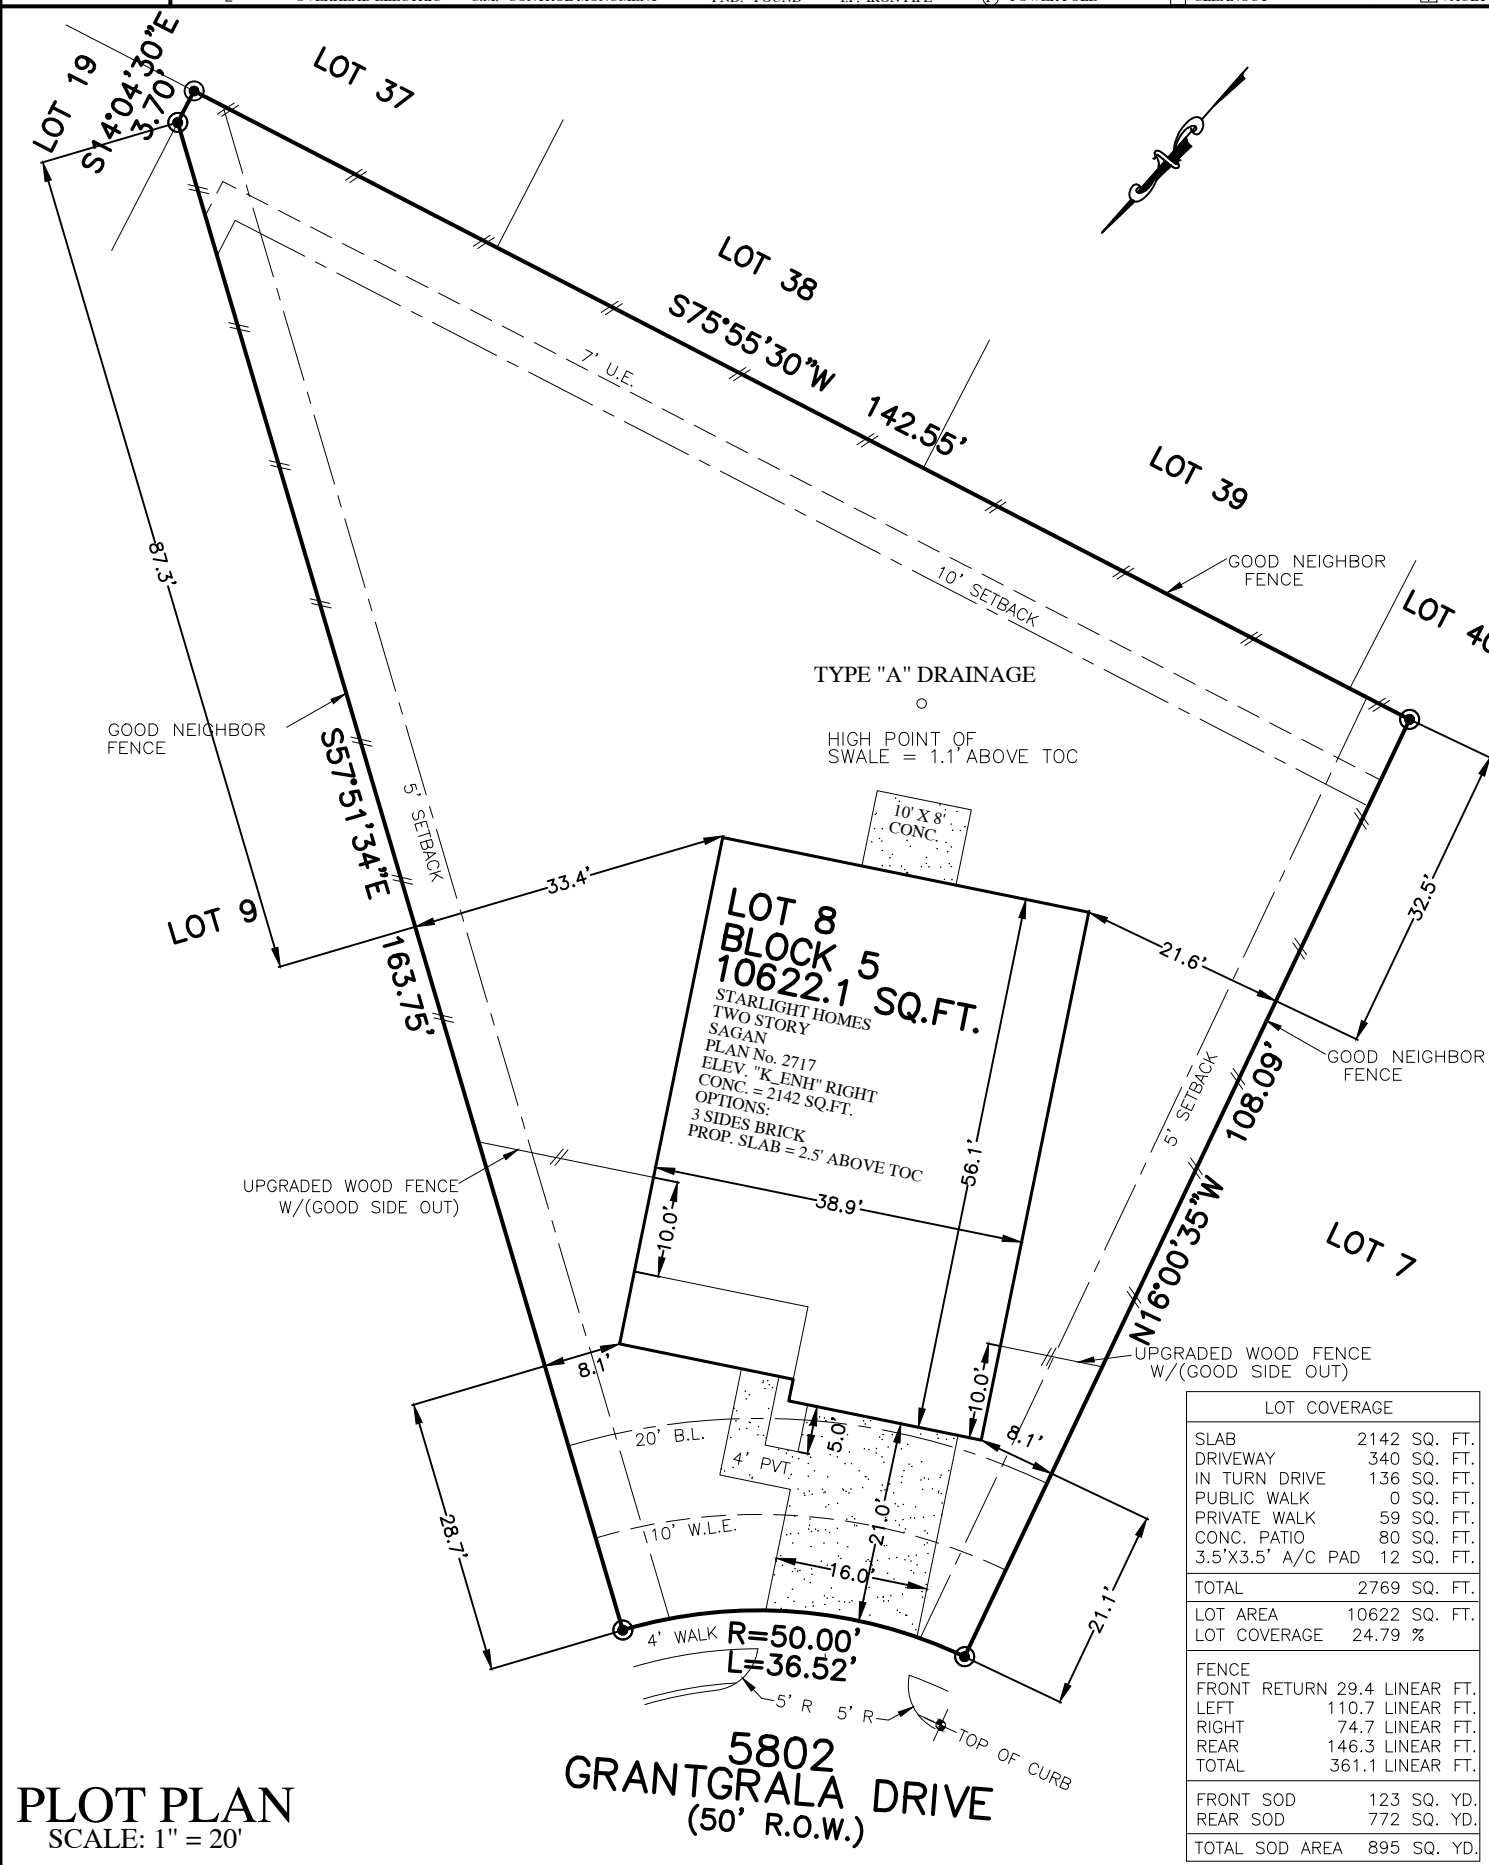 LOT 19
S14°04'30"E
3.70'
LOT 37
LOT 38
S75°55'30"W 142.55'
7' U.E.
LOT 39
10' SETBACK
GOOD NEIGHBOR
FENCE
LOT 40
87.3'
TYPE "A" DRAINAGE
HIGH POINT OF
SWALE = 1.1' ABOVE TOC
GOOD NEIGHBOR
FENCE
S57°51'34"E 163.75'
5' SETBACK
10' X 8'
CONC.
33.4'
LOT 9
32.5'
21.6'
LOT 8
BLOCK 5
10622.1 SQ.FT.
STARLIGHT HOMES
TWO STORY
SAGAN
PLAN No. 2717
ELEV. "K_ENH" RIGHT
CONC. = 2142 SQ.FT.
OPTIONS:
3 SIDES BRICK
PROP. SLAB = 2.5' ABOVE TOC
GOOD NEIGHBOR
FENCE
5' SETBACK
N16°00'35"W 108.09'
56.1'
38.9'
10.0'
UPGRADED WOOD FENCE
W/(GOOD SIDE OUT)
LOT 7
8.1'
10.0'
UPGRADED WOOD FENCE
W/(GOOD SIDE OUT)
8.1'
20' B.L.
5.0'
4' PVT.
28.7'
10' W.L.E.
21.0'
16.0'
21.1'
4' WALK
R=50.00'
L=36.52'
5' R
5' R
TOP OF CURB
5802
GRANTGRALA DRIVE
(50' R.O.W.)
PLOT PLAN
SCALE: 1" = 20'
LOT COVERAGE
SLAB 2142 SQ. FT.
DRIVEWAY 340 SQ. FT.
IN TURN DRIVE 136 SQ. FT.
PUBLIC WALK 0 SQ. FT.
PRIVATE WALK 59 SQ. FT.
CONC. PATIO 80 SQ. FT.
3.5'X3.5' A/C PAD 12 SQ. FT.
TOTAL 2769 SQ. FT.
LOT AREA 10622 SQ. FT.
LOT COVERAGE 24.79 %
FENCE
FRONT RETURN 29.4 LINEAR FT.
LEFT 110.7 LINEAR FT.
RIGHT 74.7 LINEAR FT.
REAR 146.3 LINEAR FT.
TOTAL 361.1 LINEAR FT.
FRONT SOD 123 SQ. YD.
REAR SOD 772 SQ. YD.
TOTAL SOD AREA 895 SQ. YD.